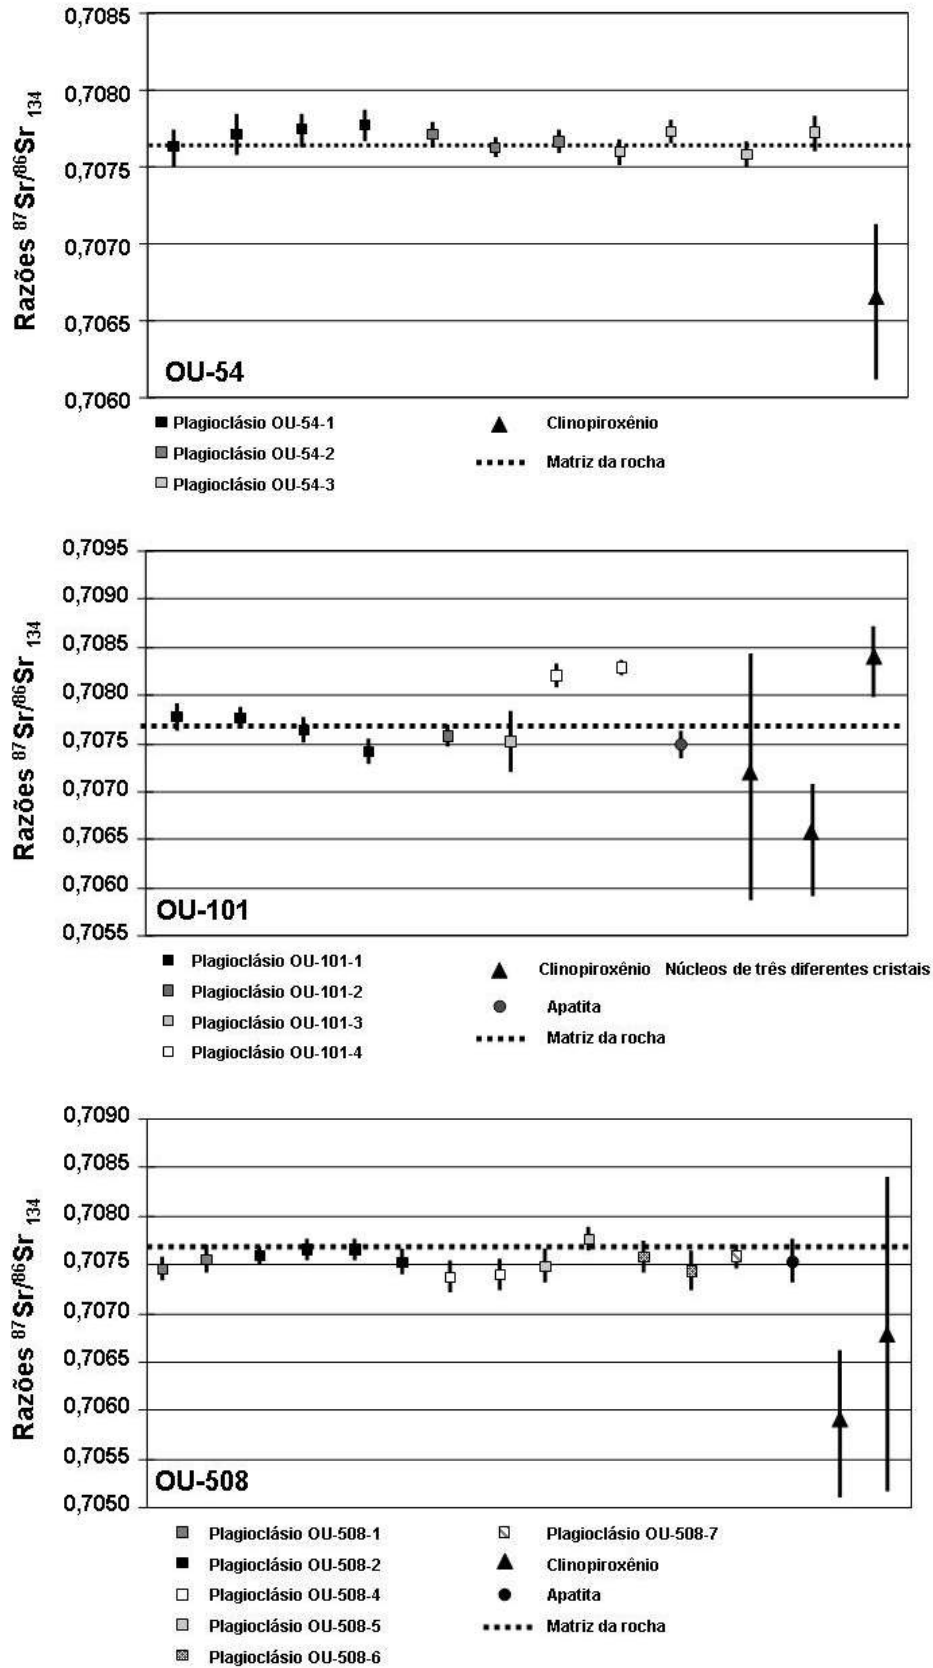 Razões ⁸⁷Sr/⁸⁶Sr ₁₃₄
0,7085
0,7080
0,7075
0,7070
0,7065
0,7060
OU-54
Plagioclásio OU-54-1
Plagioclásio OU-54-2
Plagioclásio OU-54-3
Clinopiroxênio
Matriz da rocha
Razões ⁸⁷Sr/⁸⁶Sr ₁₃₄
0,7095
0,7090
0,7085
0,7080
0,7075
0,7070
0,7065
0,7060
0,7055
OU-101
Plagioclásio OU-101-1
Plagioclásio OU-101-2
Plagioclásio OU-101-3
Plagioclásio OU-101-4
Clinopiroxênio Núcleos de três diferentes cristais
Apatita
Matriz da rocha
Razões ⁸⁷Sr/⁸⁶Sr ₁₃₄
0,7090
0,7085
0,7080
0,7075
0,7070
0,7065
0,7060
0,7055
0,7050
OU-508
Plagioclásio OU-508-1
Plagioclásio OU-508-2
Plagioclásio OU-508-4
Plagioclásio OU-508-5
Plagioclásio OU-508-6
Plagioclásio OU-508-7
Clinopiroxênio
Apatita
Matriz da rocha